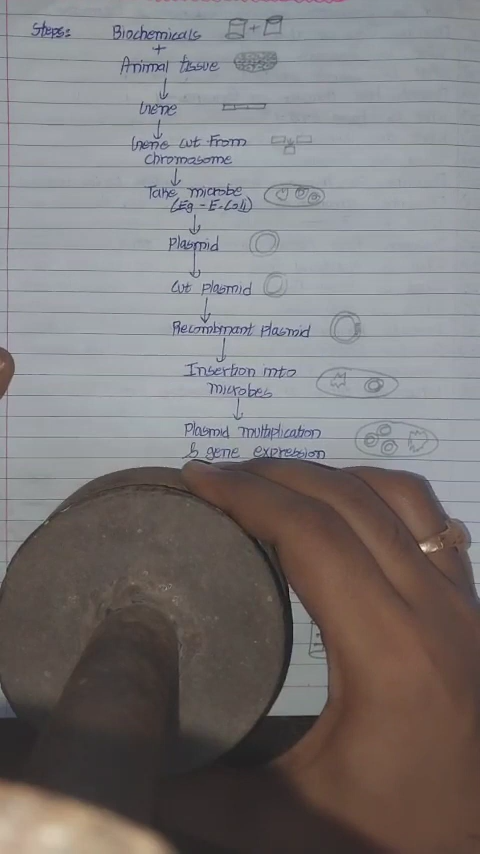 Steps: Biochemicals
+
Animal tissue
Gene
Gene cut from
chromasome
Take microbe
(Eg - E-Coli)
Plasmid
Cut plasmid
Recombinant plasmid
Insertion into
microbes
Plasmid multiplication
& gene expression